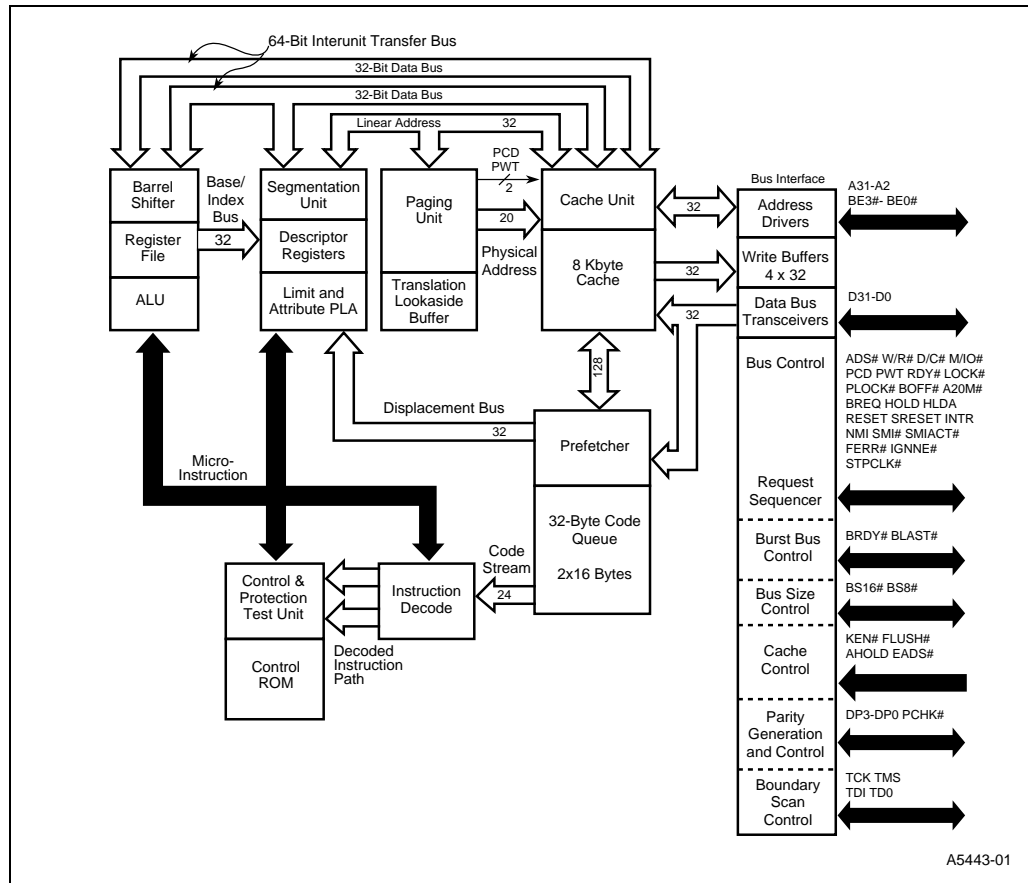 64-Bit Interunit Transfer Bus
32-Bit Data Bus
32-Bit Data Bus
Linear Address
32
PCD
PWT
2
Barrel
Shifter
Base/
Index
Bus
32
Register
File
ALU
Segmentation
Unit
Descriptor
Registers
Limit and
Attribute PLA
Paging
Unit
20
Physical
Address
Translation
Lookaside
Buffer
Cache Unit
8 Kbyte
Cache
32
32
32
128
Bus Interface
Address
Drivers
A31-A2
BE3#- BE0#
Write Buffers
4 x 32
Data Bus
Transceivers
D31-D0
Bus Control
ADS# W/R# D/C# M/IO#
PCD PWT RDY# LOCK#
PLOCK# BOFF# A20M#
BREQ HOLD HLDA
RESET SRESET INTR
NMI SMI# SMIACT#
FERR# IGNNE#
STPCLK#
Request
Sequencer
Displacement Bus
32
Prefetcher
Micro-
Instruction
32-Byte Code
Queue
2x16 Bytes
Code
Stream
24
Instruction
Decode
Control &
Protection
Test Unit
Control
ROM
Decoded
Instruction
Path
Burst Bus
Control
BRDY# BLAST#
Bus Size
Control
BS16# BS8#
Cache
Control
KEN# FLUSH#
AHOLD EADS#
Parity
Generation
and Control
DP3-DP0 PCHK#
Boundary
Scan
Control
TCK TMS
TDI TD0
A5443-01